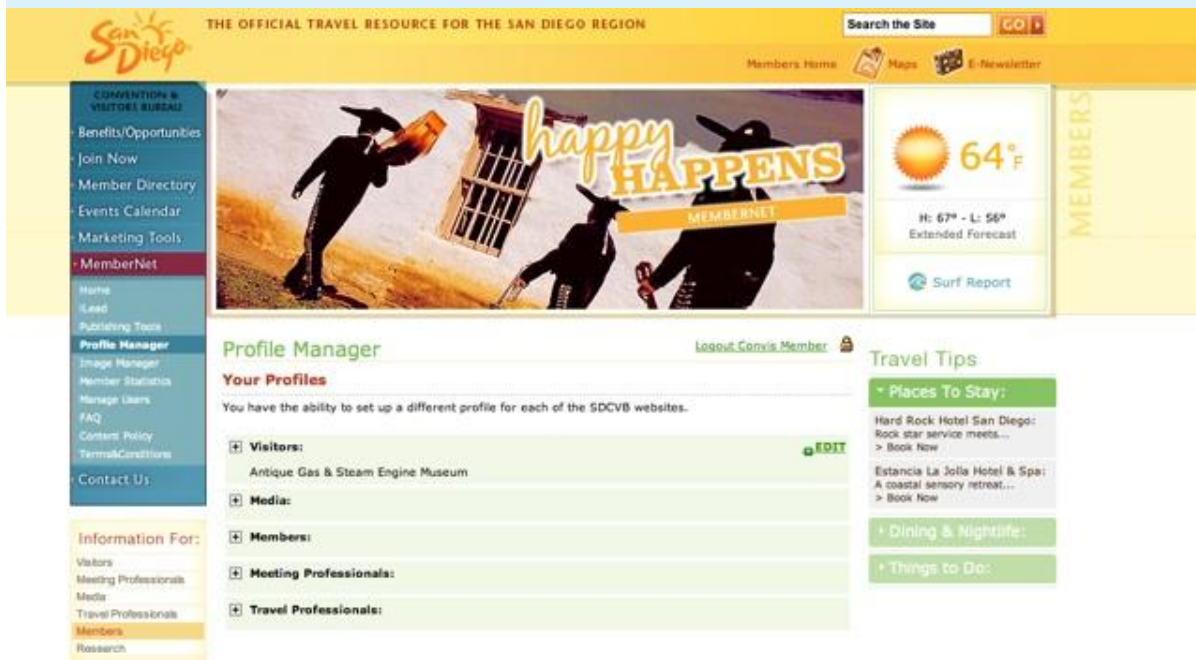 San Diego
THE OFFICIAL TRAVEL RESOURCE FOR THE SAN DIEGO REGION
Search the Site
GO
Members Home
Maps
E-Newsletter
CONVENTION &
VISITORS BUREAU
Benefits/Opportunities
Join Now
Member Directory
Events Calendar
Marketing Tools
MemberNet
Home
iLead
Publishing Tools
Profile Manager
Image Manager
Member Statistics
Manage Users
FAQ
Content Policy
Terms&Conditions
Contact Us
Information For:
Visitors
Meeting Professionals
Media
Travel Professionals
Members
Research
happy
HAPPENS
MEMBERNET
64°F
H: 67° - L: 56°
Extended Forecast
Surf Report
MEMBERS
Profile Manager
Logout Convis Member
Your Profiles
You have the ability to set up a different profile for each of the SDCVB websites.
Visitors:
EDIT
Antique Gas & Steam Engine Museum
Media:
Members:
Meeting Professionals:
Travel Professionals:
Travel Tips
Places To Stay:
Hard Rock Hotel San Diego:
Rock star service meets...
> Book Now
Estancia La Jolla Hotel & Spa:
A coastal sensory retreat...
> Book Now
Dining & Nightlife:
Things to Do: